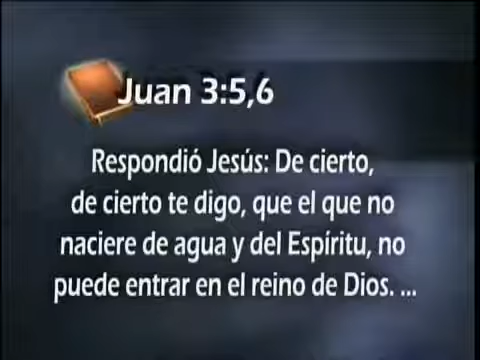 Juan 3:5,6
Respondió Jesús: De cierto,
de cierto te digo, que el que no
naciere de agua y del Espíritu, no
puede entrar en el reino de Dios. ...